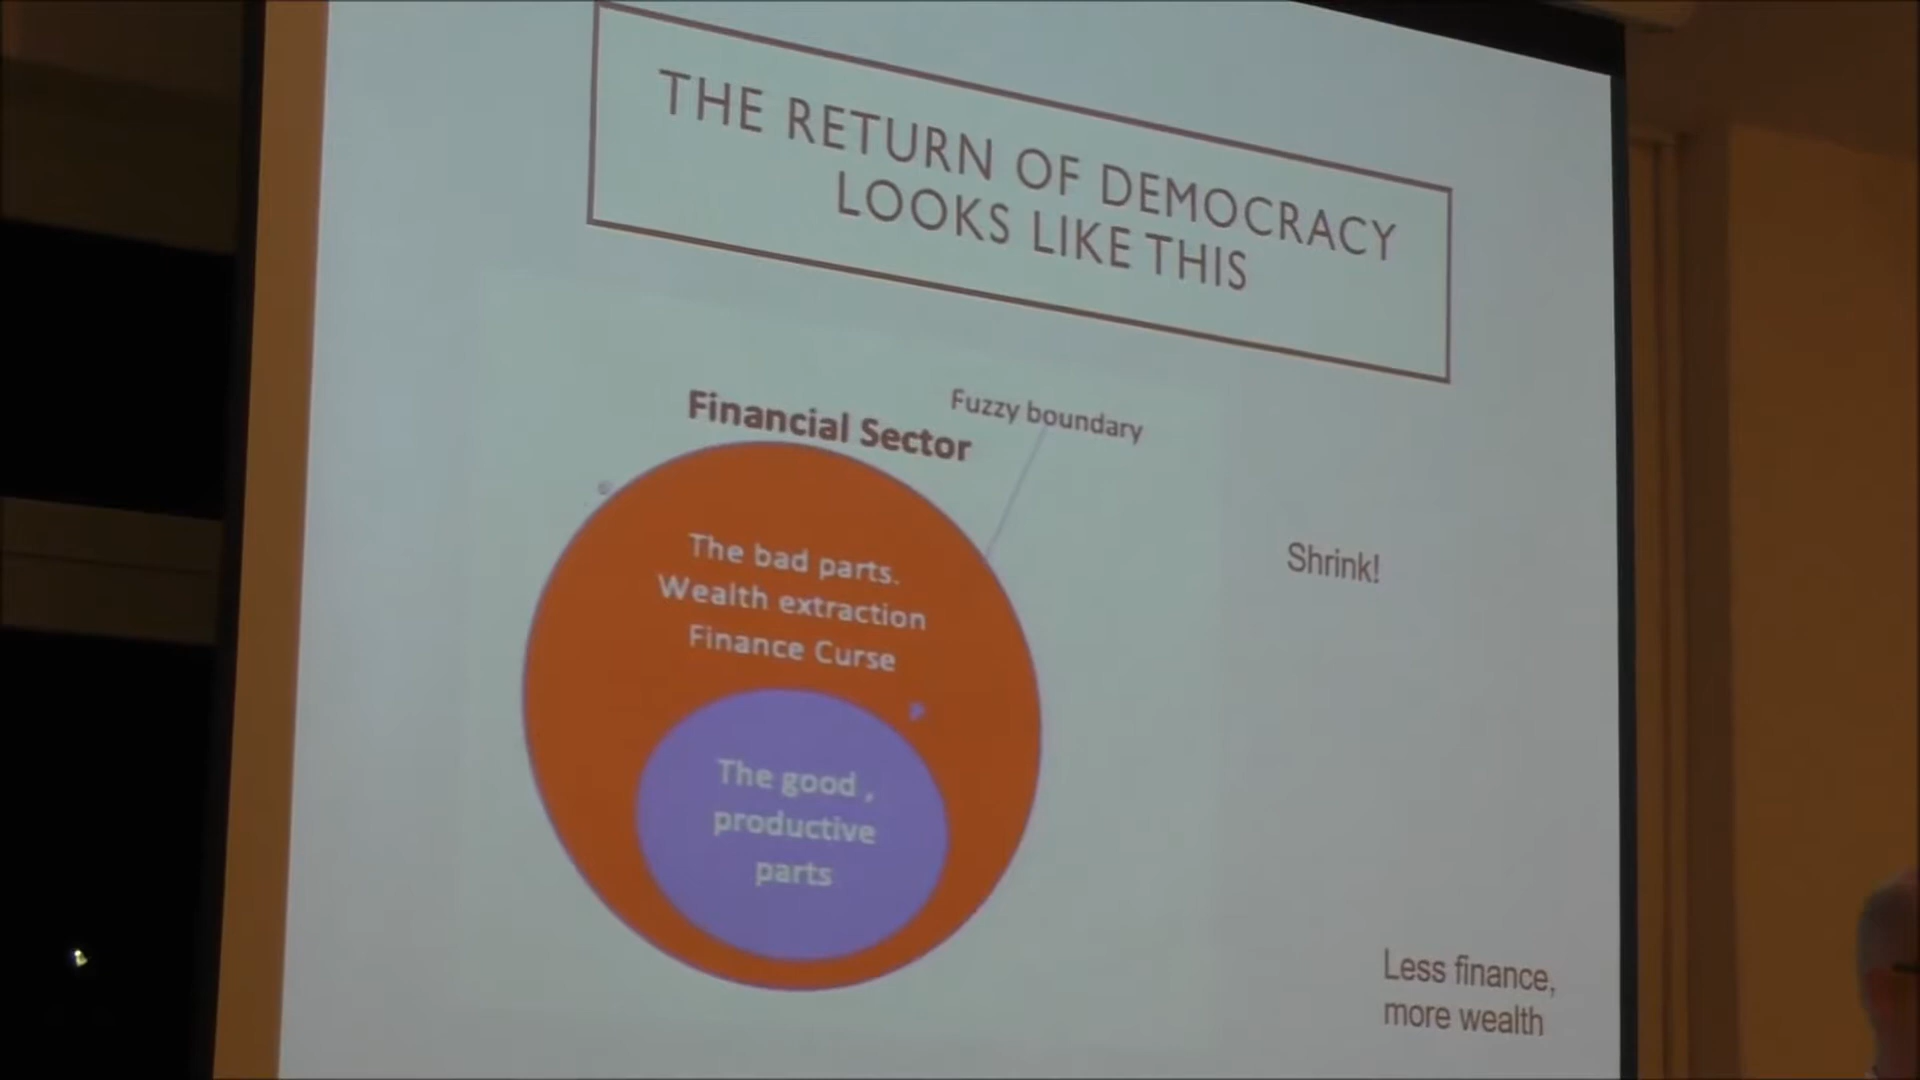 THE RETURN OF DEMOCRACY
LOOKS LIKE THIS
Financial Sector
Fuzzy boundary
The bad parts.
Wealth extraction
Finance Curse
The good ,
productive
parts
Shrink!
Less finance,
more wealth